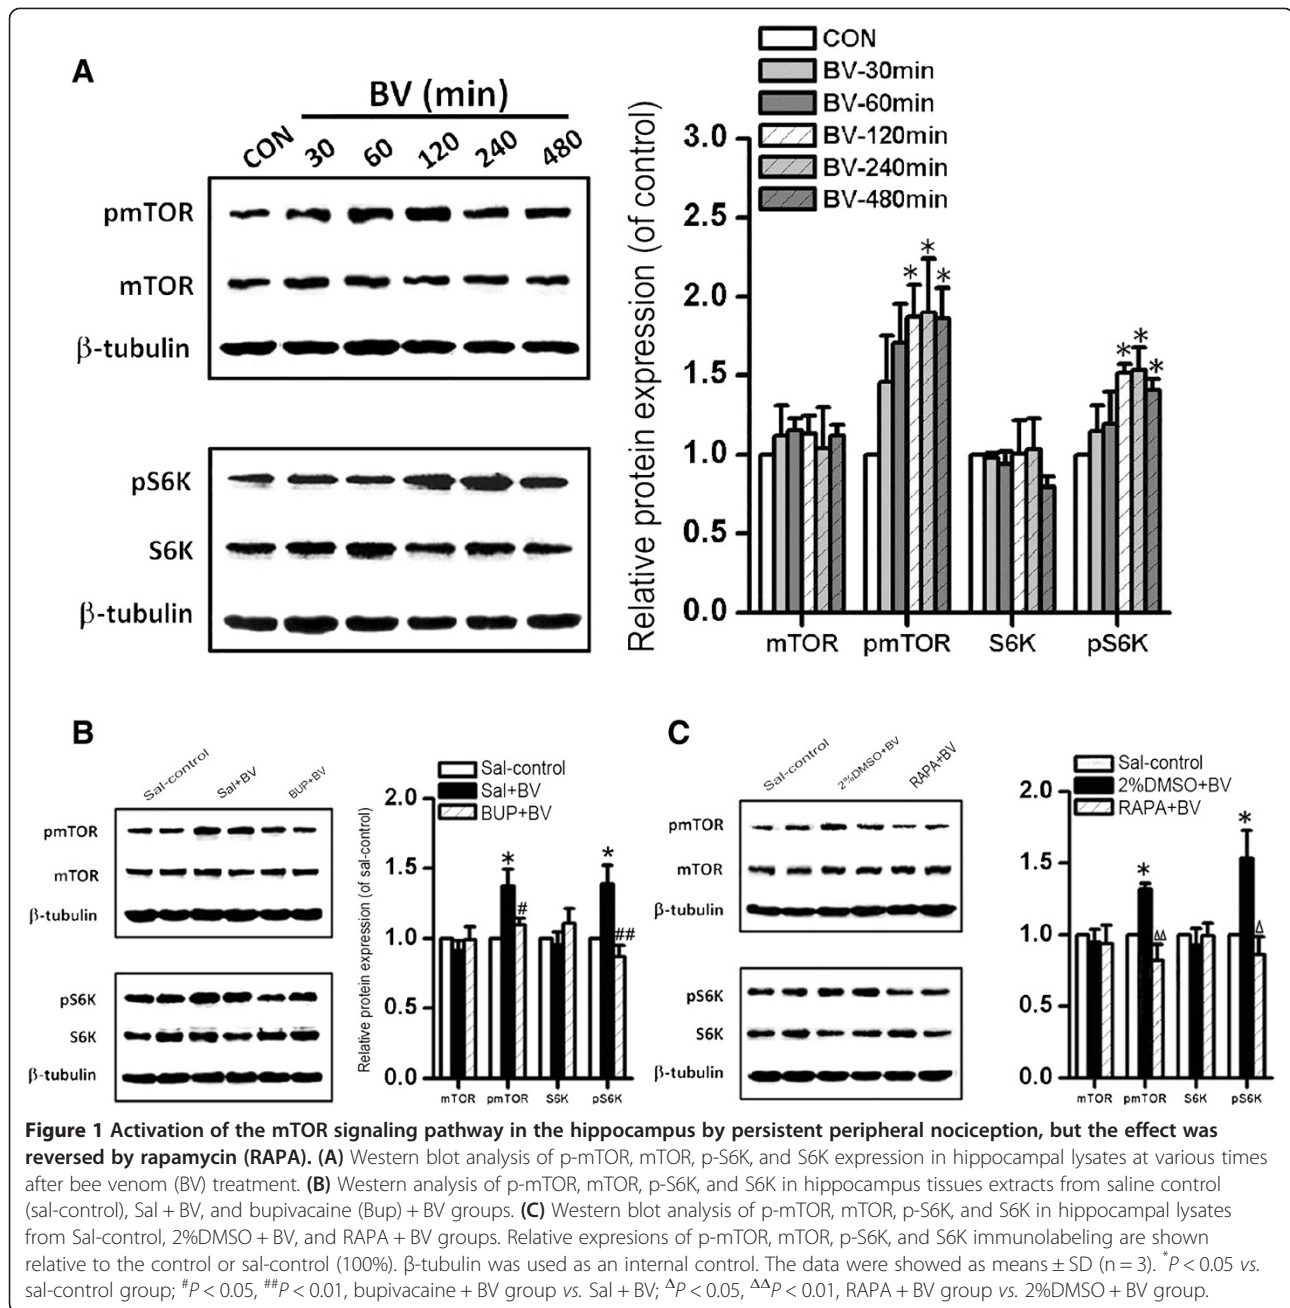 A
BV (min)
CON 30 60 120 240 480
pmTOR
mTOR
β-tubulin
pS6K
S6K
β-tubulin
CON
BV-30min
BV-60min
BV-120min
BV-240min
BV-480min
Relative protein expression (of control)
3.0
2.5
2.0
1.5
1.0
0.5
0.0
* * *
* * *
mTOR pmTOR S6K pS6K
B
Sal-control Sal+BV BUP+BV
pmTOR
mTOR
β-tubulin
pS6K
S6K
β-tubulin
Sal-control
Sal+BV
BUP+BV
Relative protein expression (of sal-control)
2.0
1.5
1.0
0.5
0.0
* #
* ##
mTOR pmTOR S6K pS6K
C
Sal-control 2%DMSO+BV RAPA+BV
pmTOR
mTOR
β-tubulin
pS6K
S6K
β-tubulin
Sal-control
2%DMSO+BV
RAPA+BV
2.0
1.5
1.0
0.5
0.0
* ΔΔ
* Δ
mTOR pmTOR S6K pS6K
Figure 1 Activation of the mTOR signaling pathway in the hippocampus by persistent peripheral nociception, but the effect was
reversed by rapamycin (RAPA). (A) Western blot analysis of p-mTOR, mTOR, p-S6K, and S6K expression in hippocampal lysates at various times
after bee venom (BV) treatment. (B) Western analysis of p-mTOR, mTOR, p-S6K, and S6K in hippocampus tissues extracts from saline control
(sal-control), Sal + BV, and bupivacaine (Bup) + BV groups. (C) Western blot analysis of p-mTOR, mTOR, p-S6K, and S6K in hippocampal lysates
from Sal-control, 2%DMSO + BV, and RAPA + BV groups. Relative expresions of p-mTOR, mTOR, p-S6K, and S6K immunolabeling are shown
relative to the control or sal-control (100%). β-tubulin was used as an internal control. The data were showed as means ± SD (n = 3). *P < 0.05 vs.
sal-control group; #P < 0.05, ##P < 0.01, bupivacaine + BV group vs. Sal + BV; ΔP < 0.05, ΔΔP < 0.01, RAPA + BV group vs. 2%DMSO + BV group.